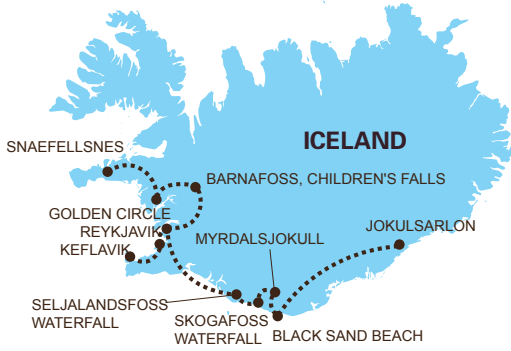 ICELAND
SNAEFELLSNES
BARNAFOSS, CHILDREN'S FALLS
GOLDEN CIRCLE
REYKJAVIK
KEFLAVIK
JOKULSARLON
MYRDALSJOKULL
SELJALANDSFOSS
WATERFALL
SKOGAFOSS
WATERFALL
BLACK SAND BEACH